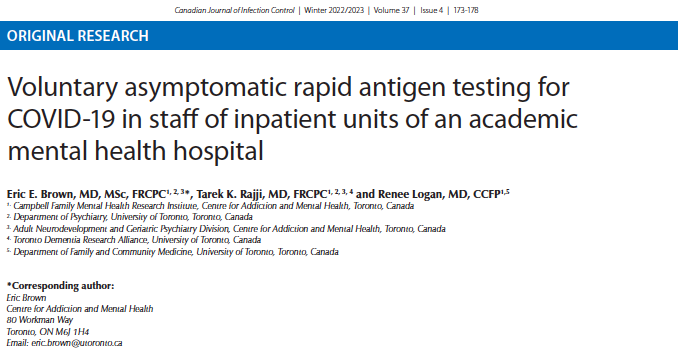 Canadian Journal of Infection Control | Winter 2022/2023 | Volume 37 | Issue 4 | 173-178
ORIGINAL RESEARCH
Voluntary asymptomatic rapid antigen testing for
COVID-19 in staff of inpatient units of an academic
mental health hospital
Eric E. Brown, MD, MSc, FRCPC1, 2, 3*, Tarek K. Rajji, MD, FRCPC1, 2, 3, 4 and Renee Logan, MD, CCFP1,5
1. Campbell Family Mental Health Research Institute, Centre for Addiction and Mental Health, Toronto, Canada
2. Department of Psychiatry, University of Toronto, Toronto, Canada
3. Adult Neurodevelopment and Geriatric Psychiatry Division, Centre for Addiction and Mental Health, Toronto, Canada
4. Toronto Dementia Research Alliance, University of Toronto, Canada
5. Department of Family and Community Medicine, University of Toronto, Toronto, Canada
*Corresponding author:
Eric Brown
Centre for Addiction and Mental Health
80 Workman Way
Toronto, ON M6J 1H4
Email: eric.brown@utoronto.ca